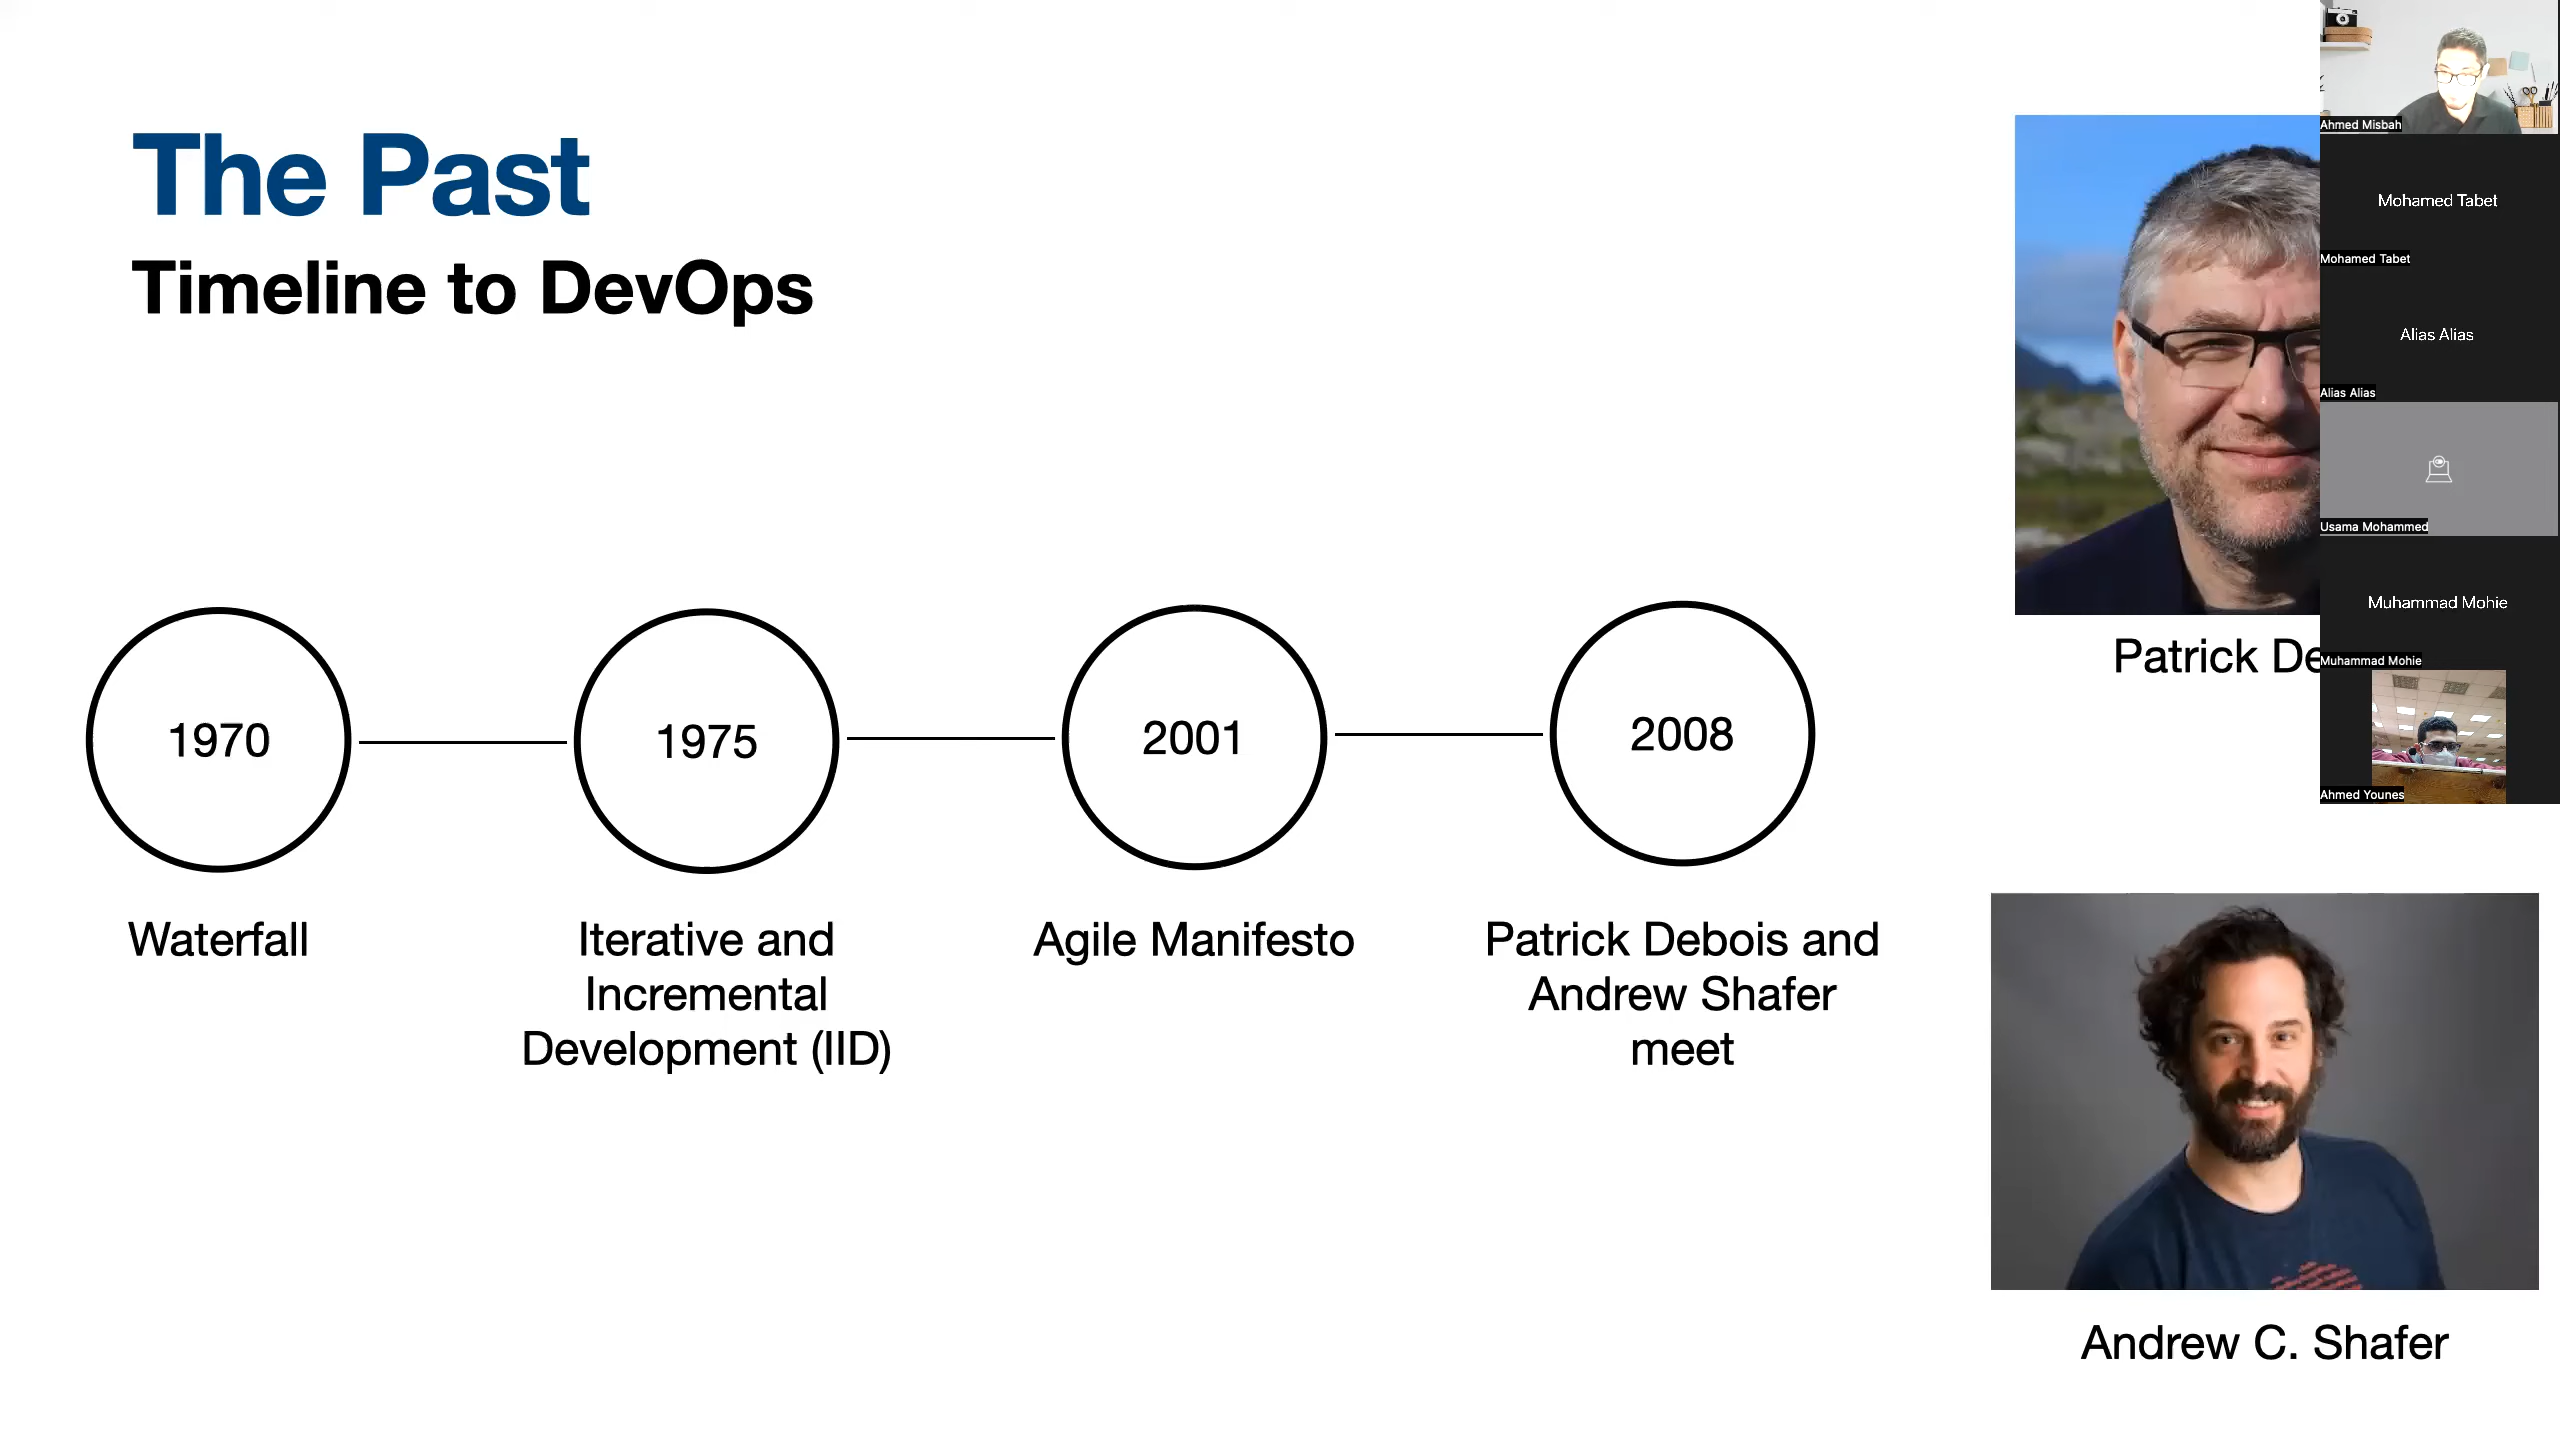 The Past
Timeline to DevOps
1970
1975
2001
2008
Waterfall
Iterative and
Incremental
Development (IID)
Agile Manifesto
Patrick Debois and
Andrew Shafer
meet
Patrick De
Andrew C. Shafer
Ahmed Misbah
Mohamed Tabet
Mohamed Tabet
Alias Alias
Alias Alias
Usama Mohammed
Muhammad Mohie
Muhammad Mohie
Ahmed Younes